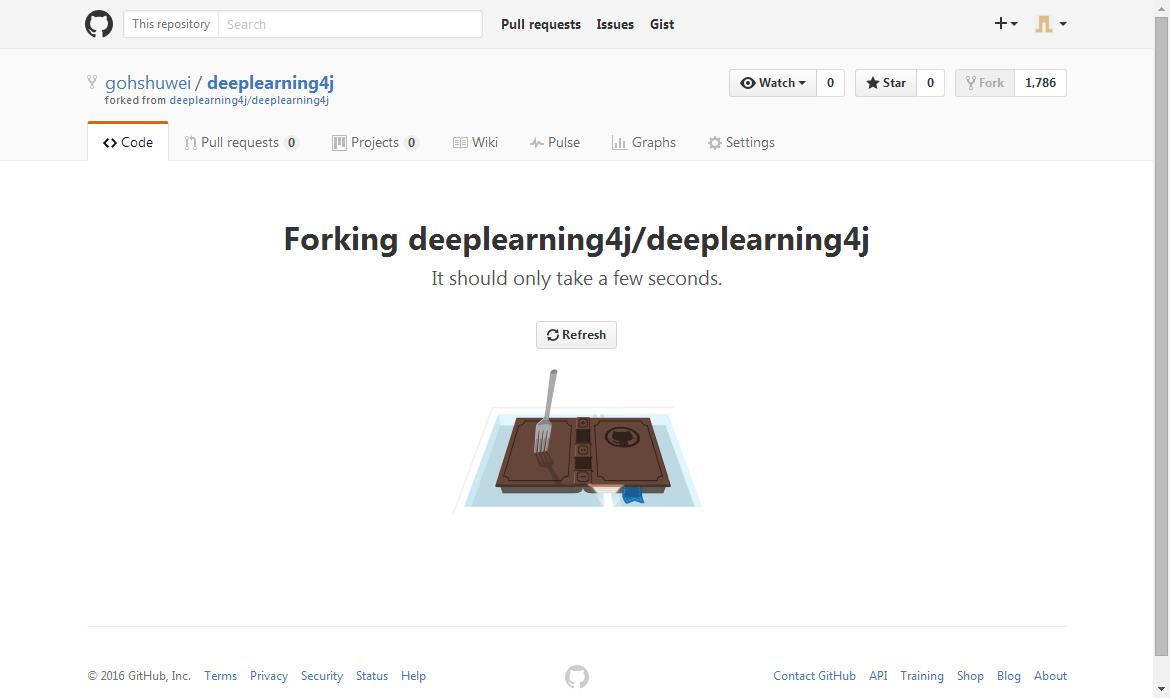 This repository Search Pull requests Issues Gist
gohshuwei / deeplearning4j Watch 0 Star 0 Fork 1,786
forked from deeplearning4j/deeplearning4j
Code Pull requests 0 Projects 0 Wiki Pulse Graphs Settings
Forking deeplearning4j/deeplearning4j
It should only take a few seconds.
Refresh
© 2016 GitHub, Inc. Terms Privacy Security Status Help Contact GitHub API Training Shop Blog About